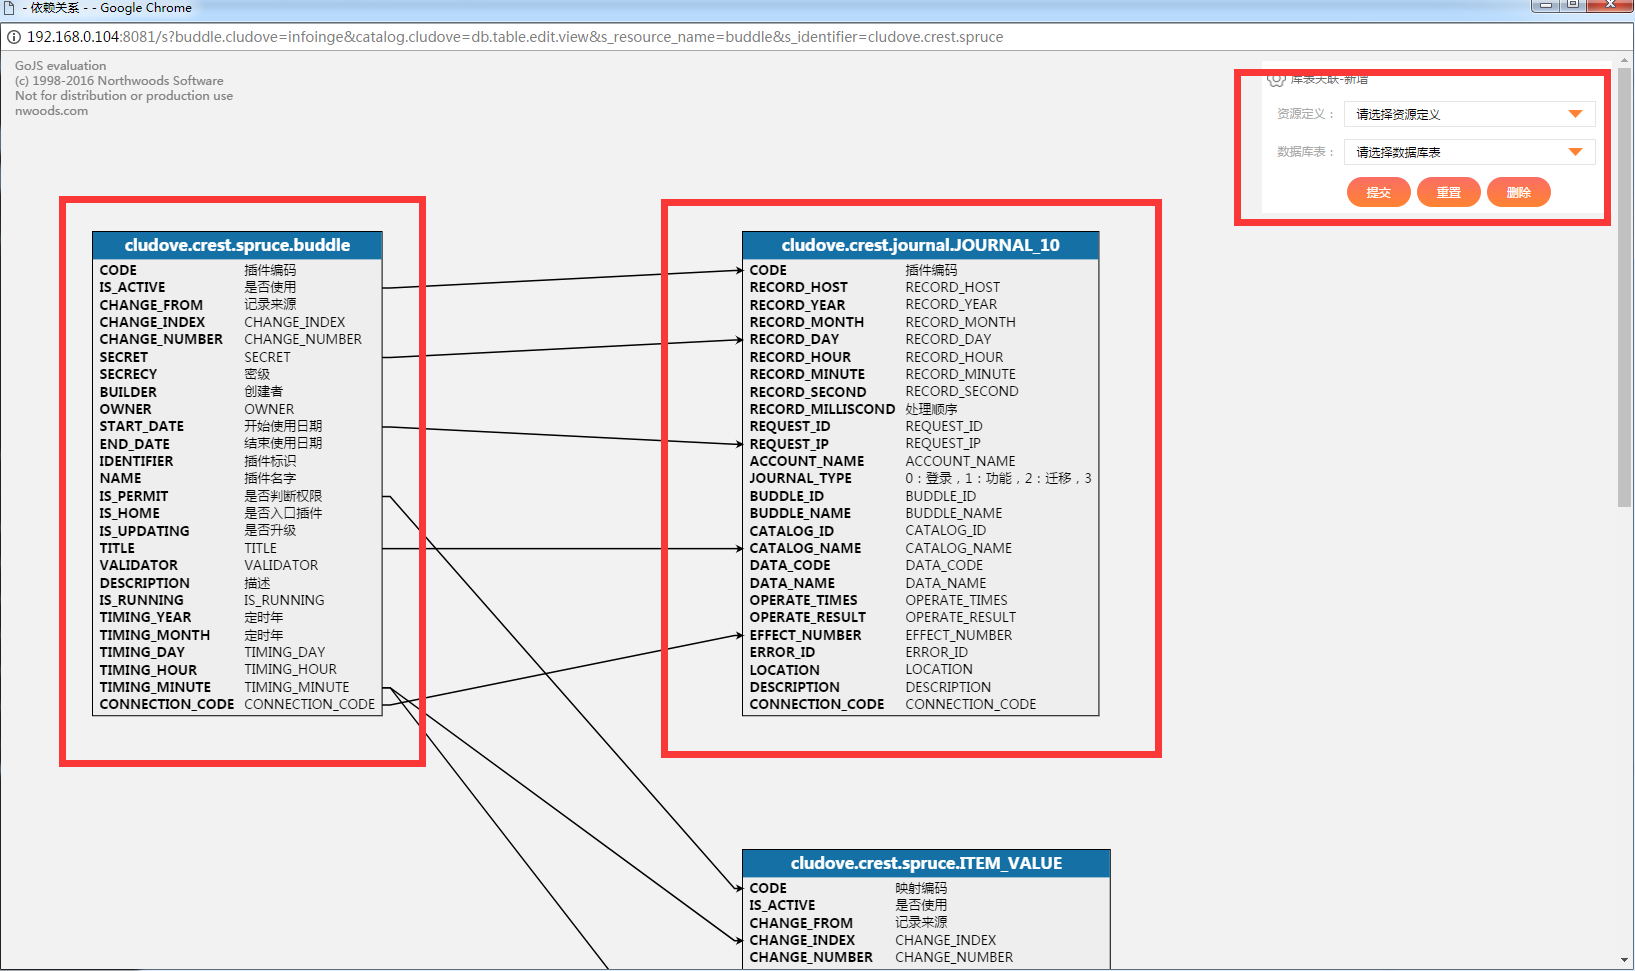 - 依赖关系 - - Google Chrome
192.168.0.104:8081/s?buddle.cludove=infoinge&catalog.cludove=db.table.edit.view&s_resource_name=buddle&s_identifier=cludove.crest.spruce
GoJS evaluation
(c) 1998-2016 Northwoods Software
Not for distribution or production use
nwoods.com
库表关联-新增
资源定义： 请选择资源定义
数据库表： 请选择数据库表
提交 重置 删除
cludove.crest.spruce.buddle
CODE 插件编码
IS_ACTIVE 是否使用
CHANGE_FROM 记录来源
CHANGE_INDEX CHANGE_INDEX
CHANGE_NUMBER CHANGE_NUMBER
SECRET SECRET
SECRECY 密级
BUILDER 创建者
OWNER OWNER
START_DATE 开始使用日期
END_DATE 结束使用日期
IDENTIFIER 插件标识
NAME 插件名字
IS_PERMIT 是否判断权限
IS_HOME 是否入口插件
IS_UPDATING 是否升级
TITLE TITLE
VALIDATOR VALIDATOR
DESCRIPTION 描述
IS_RUNNING IS_RUNNING
TIMING_YEAR 定时年
TIMING_MONTH 定时年
TIMING_DAY TIMING_DAY
TIMING_HOUR TIMING_HOUR
TIMING_MINUTE TIMING_MINUTE
CONNECTION_CODE CONNECTION_CODE
cludove.crest.journal.JOURNAL_10
CODE 插件编码
RECORD_HOST RECORD_HOST
RECORD_YEAR RECORD_YEAR
RECORD_MONTH RECORD_MONTH
RECORD_DAY RECORD_DAY
RECORD_HOUR RECORD_HOUR
RECORD_MINUTE RECORD_MINUTE
RECORD_SECOND RECORD_SECOND
RECORD_MILLISCOND 处理顺序
REQUEST_ID REQUEST_ID
REQUEST_IP REQUEST_IP
ACCOUNT_NAME ACCOUNT_NAME
JOURNAL_TYPE 0：登录，1：功能，2：迁移，3
BUDDLE_ID BUDDLE_ID
BUDDLE_NAME BUDDLE_NAME
CATALOG_ID CATALOG_ID
CATALOG_NAME CATALOG_NAME
DATA_CODE DATA_CODE
DATA_NAME DATA_NAME
OPERATE_TIMES OPERATE_TIMES
OPERATE_RESULT OPERATE_RESULT
EFFECT_NUMBER EFFECT_NUMBER
ERROR_ID ERROR_ID
LOCATION LOCATION
DESCRIPTION DESCRIPTION
CONNECTION_CODE CONNECTION_CODE
cludove.crest.spruce.ITEM_VALUE
CODE 映射编码
IS_ACTIVE 是否使用
CHANGE_FROM 记录来源
CHANGE_INDEX CHANGE_INDEX
CHANGE_NUMBER CHANGE_NUMBER